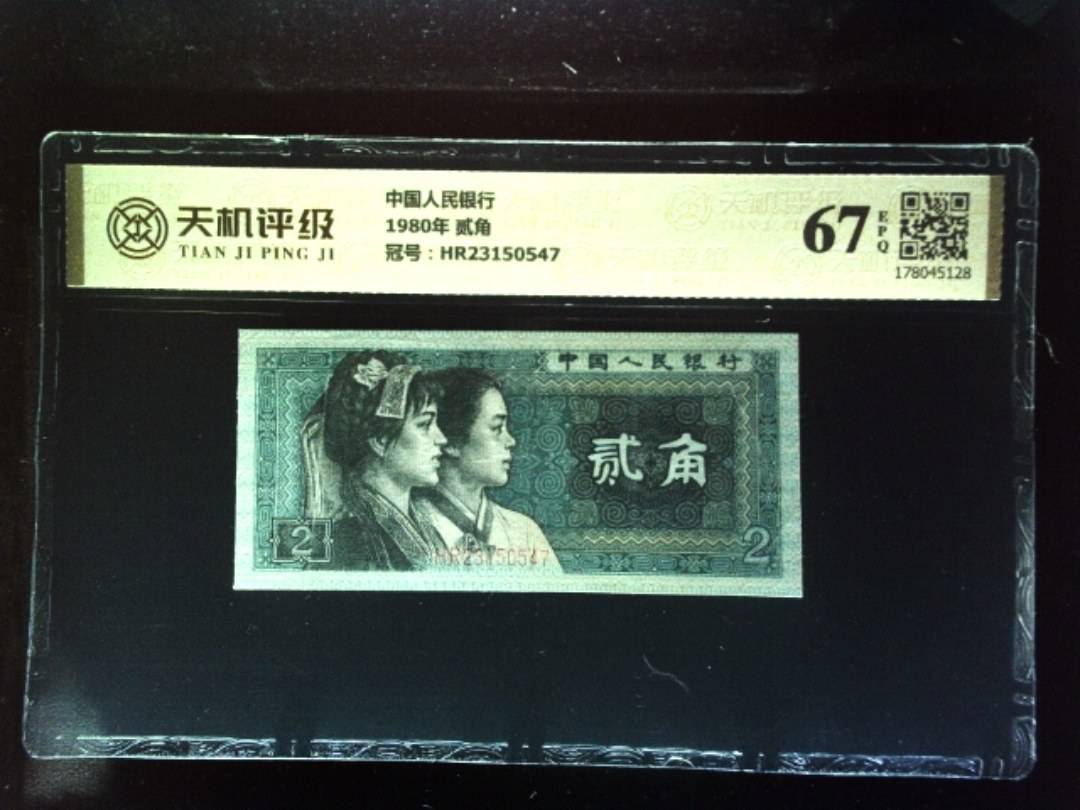 天机评级
TIAN JI PING JI
中国人民银行
1980年 贰角
冠号:HR23150547
67
EPQ
178045128
中国人民银行
贰角
2
HR23150547
2